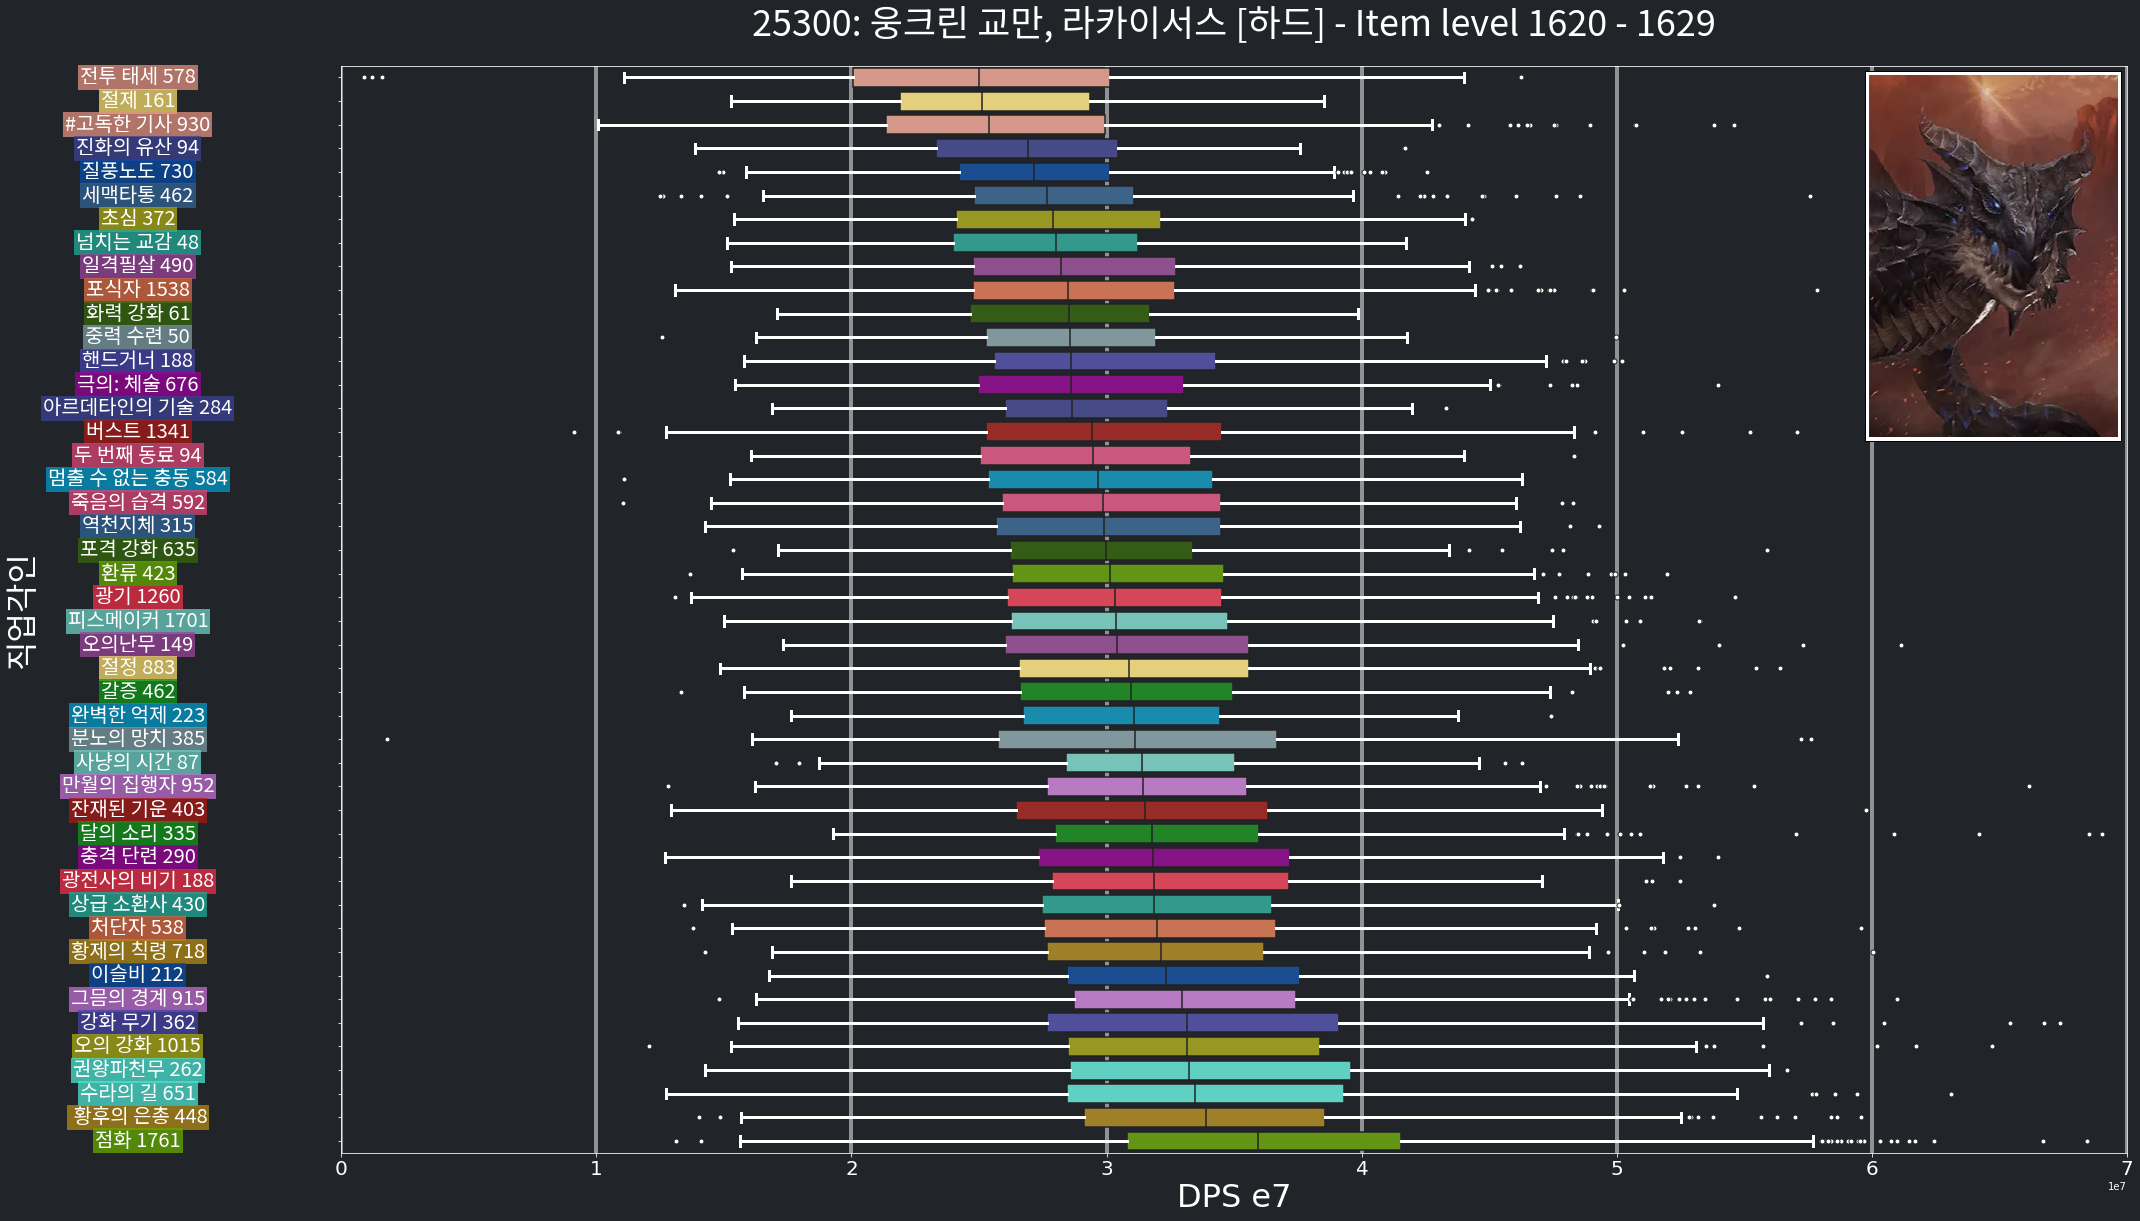 25300: 웅크린 교만, 라카이서스 [하드] - Item level 1620 - 1629
직업각인
전투 태세 578
절제 161
#고독한 기사 930
진화의 유산 94
질풍노도 730
세맥타통 462
초심 372
넘치는 교감 48
일격필살 490
포식자 1538
화력 강화 61
중력 수련 50
핸드거너 188
극의: 체술 676
아르데타인의 기술 284
버스트 1341
두 번째 동료 94
멈출 수 없는 충동 584
죽음의 습격 592
역천지체 315
포격 강화 635
환류 423
광기 1260
피스메이커 1701
오의난무 149
절정 883
갈증 462
완벽한 억제 223
분노의 망치 385
사냥의 시간 87
만월의 집행자 952
잔재된 기운 403
달의 소리 335
충격 단련 290
광전사의 비기 188
상급 소환사 430
처단자 538
황제의 칙령 718
이슬비 212
그믐의 경계 915
강화 무기 362
오의 강화 1015
권왕파천무 262
수라의 길 651
황후의 은총 448
점화 1761
0 1 2 3 4 5 6 7
1e7
DPS e7